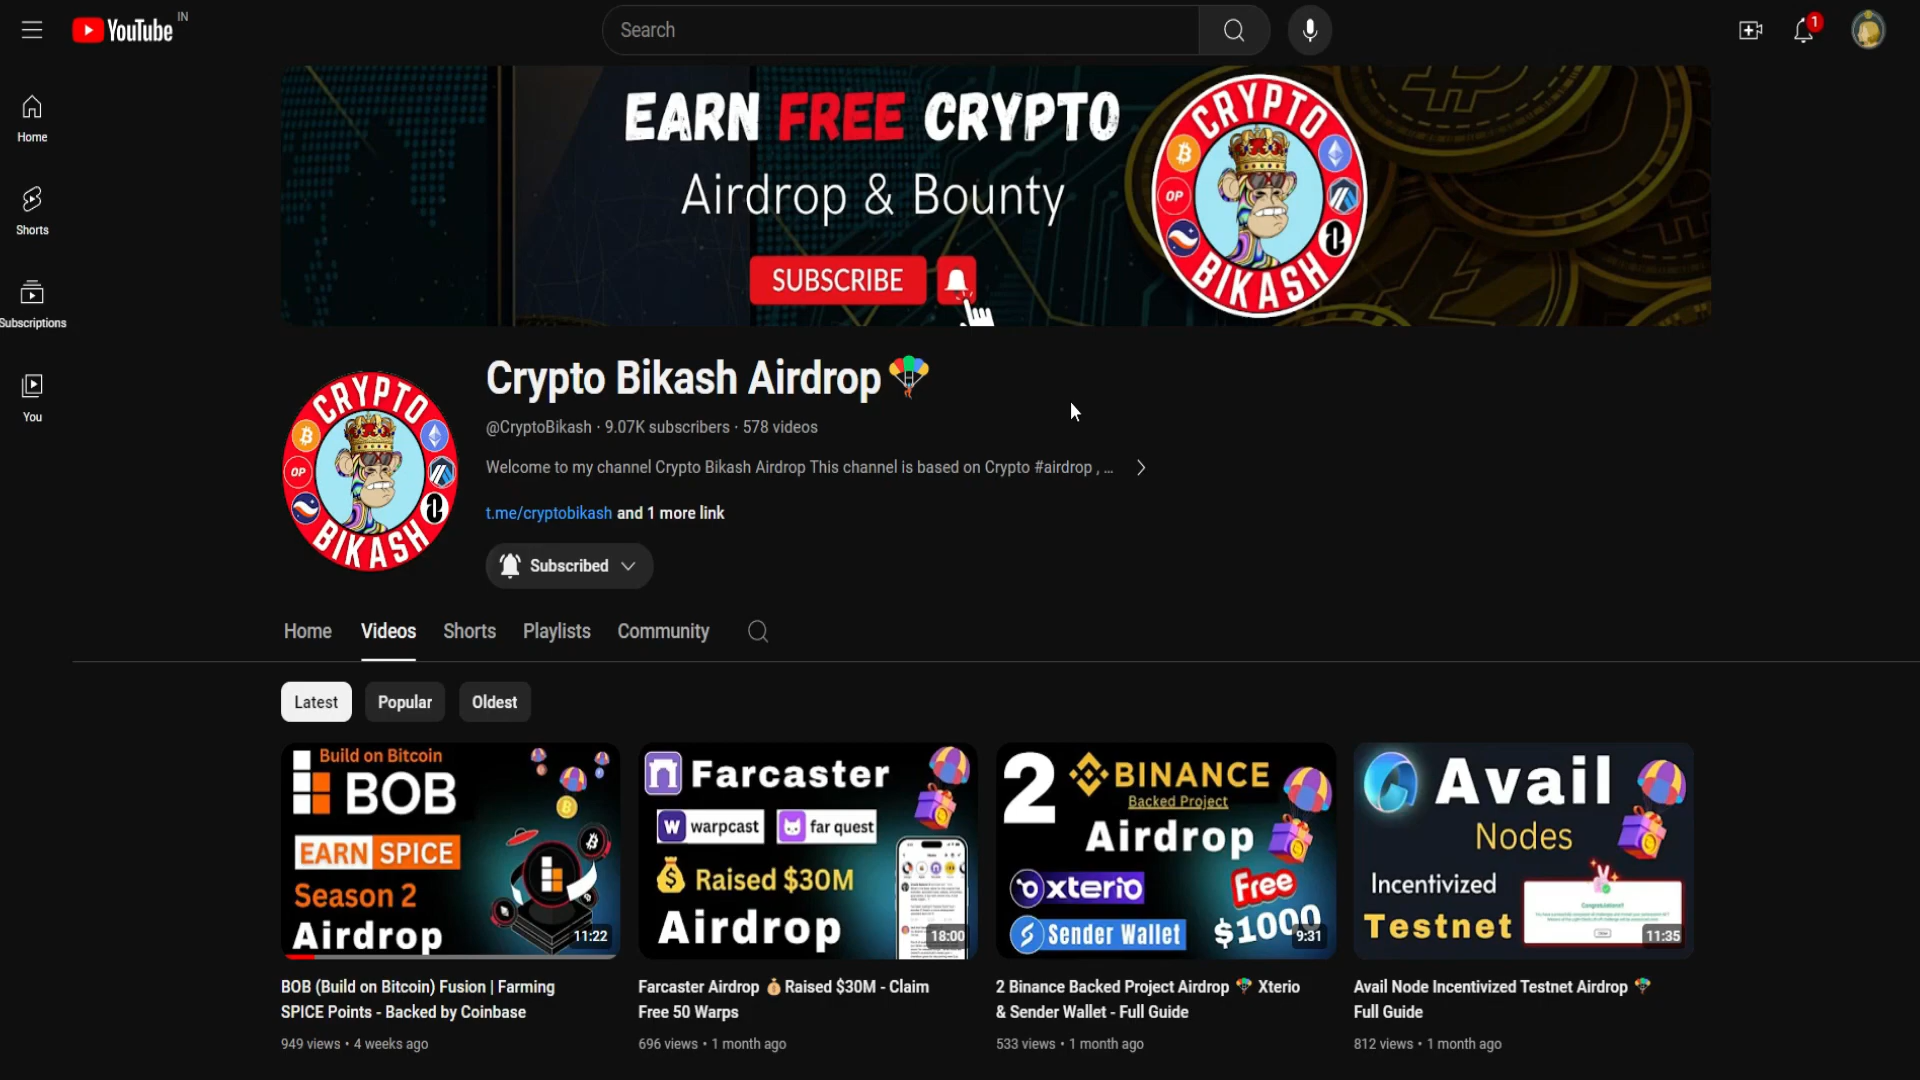 YouTube IN
Search
1
Home
Shorts
Subscriptions
You
EARN FREE CRYPTO
Airdrop & Bounty
SUBSCRIBE
CRYPTO
OP
BIKASH
CRYPTO
OP
BIKASH
Crypto Bikash Airdrop
@CryptoBikash · 9.07K subscribers · 578 videos
Welcome to my channel Crypto Bikash Airdrop This channel is based on Crypto #airdrop , ...
t.me/cryptobikash and 1 more link
Subscribed
Home Videos Shorts Playlists Community
Latest Popular Oldest
Build on Bitcoin
BOB
EARN SPICE
Season 2
Airdrop
11:22
Farcaster
W warpcast far quest
Raised $30M
Airdrop
18:00
2 BINANCE
Backed Project
Airdrop
xterio
Free
Sender Wallet
$1000
9:31
Avail
Nodes
Incentivized
Testnet
Congratulations!!
11:35
BOB (Build on Bitcoin) Fusion | Farming
SPICE Points - Backed by Coinbase
949 views • 4 weeks ago
Farcaster Airdrop Raised $30M - Claim
Free 50 Warps
696 views • 1 month ago
2 Binance Backed Project Airdrop Xterio
& Sender Wallet - Full Guide
533 views • 1 month ago
Avail Node Incentivized Testnet Airdrop
Full Guide
812 views • 1 month ago